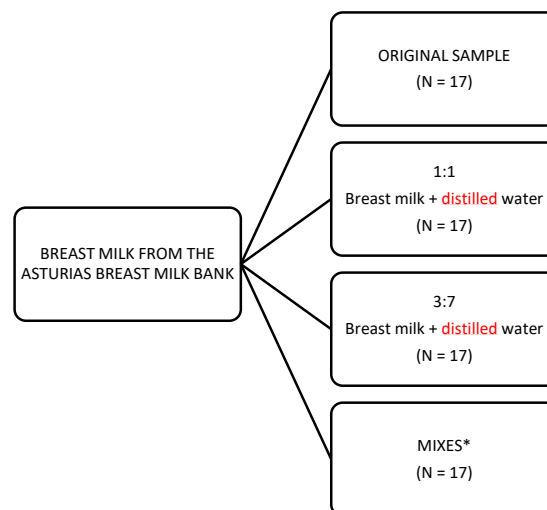 ORIGINAL SAMPLE
(N = 17)
1:1
Breast milk + distilled water
(N = 17)
BREAST MILK FROM THE
ASTURIAS BREAST MILK BANK
3:7
Breast milk + distilled water
(N = 17)
MIXES*
(N = 17)